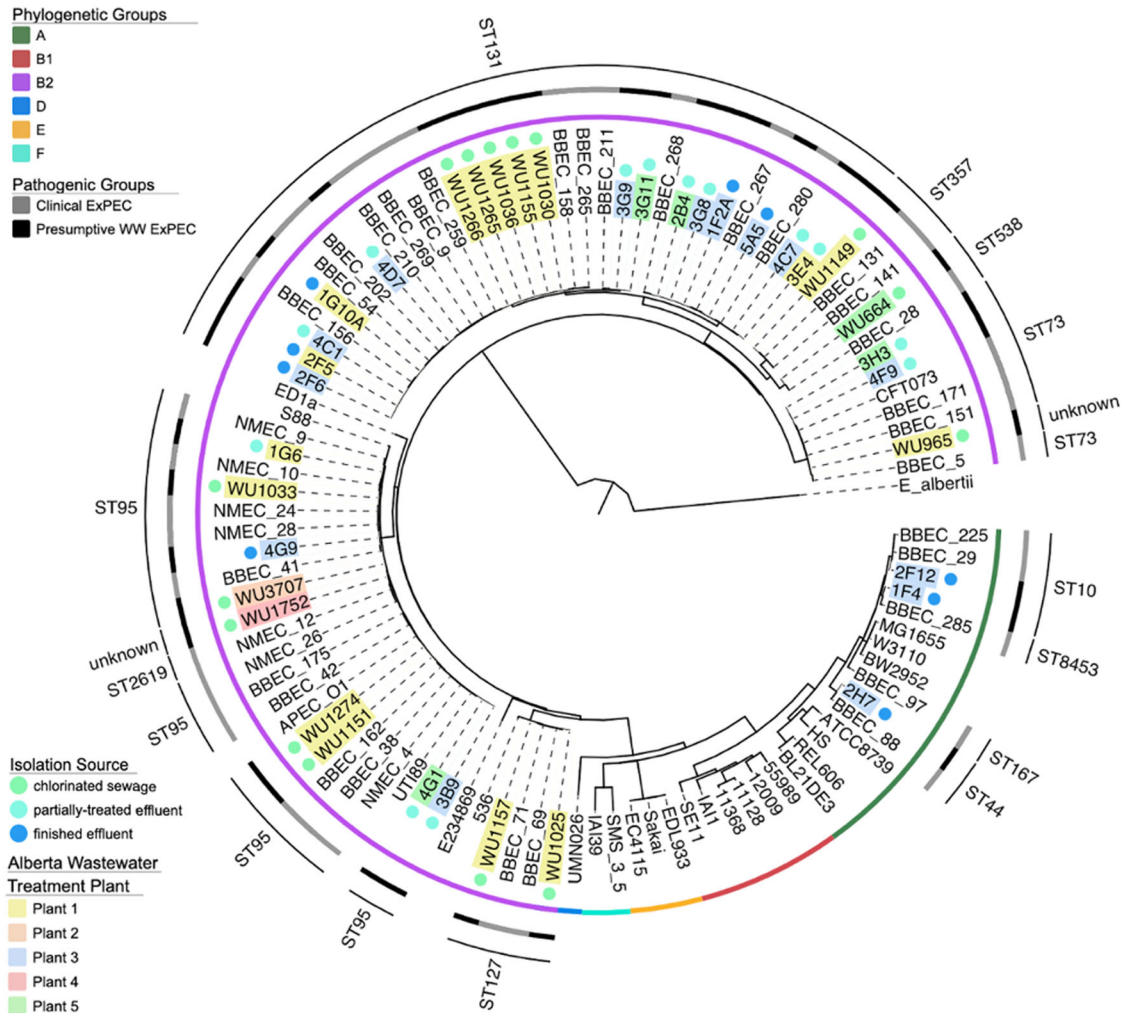 Phylogenetic Groups
A
B1
B2
D
E
F
Pathogenic Groups
Clinical ExPEC
Presumptive WW ExPEC
Isolation Source
chlorinated sewage
partially-treated effluent
finished effluent
Alberta Wastewater
Treatment Plant
Plant 1
Plant 2
Plant 3
Plant 4
Plant 5
ST131
ST357
ST538
ST73
unknown
ST73
ST10
ST8453
ST167
ST44
ST127
ST95
ST95
ST95
ST2619
unknown
ST95
ED1a
2F6
2F5
4C1
BBEC_156
1G10A
BBEC_54
BBEC_202
4D7
BBEC_210
BBEC_269
BBEC_9
BBEC_259
WU1266
WU1265
WU1036
WU1155
WU1030
BBEC_158
BBEC_265
BBEC_211
3G9
3G11
BBEC_268
2B4
3G8
1F2A
BBEC_267
5A5
BBEC_280
4C7
3E4
WU1149
BBEC_131
BBEC_141
WU664
BBEC_28
3H3
4F9
CFT073
BBEC_171
BBEC_151
WU965
BBEC_5
E_albertii
BBEC_225
BBEC_29
2F12
1F4
BBEC_285
MG1655
W3110
BW2952
BBEC_97
2H7
BBEC_88
ATCC8739
HS
REL606
BL21DE3
55989
12009
11128
11368
IAI1
SE11
EDL933
Sakai
EC4115
SMS_3_5
IAI39
UMN026
WU1025
BBEC_69
BBEC_71
WU1157
536
E234869
3B9
4G1
UTI89
NMEC_4
BBEC_38
BBEC_162
WU1151
WU1274
APEC_O1
BBEC_42
BBEC_175
NMEC_26
NMEC_12
WU1752
WU3707
BBEC_41
4G9
NMEC_28
NMEC_24
WU1033
NMEC_10
1G6
NMEC_9
S88